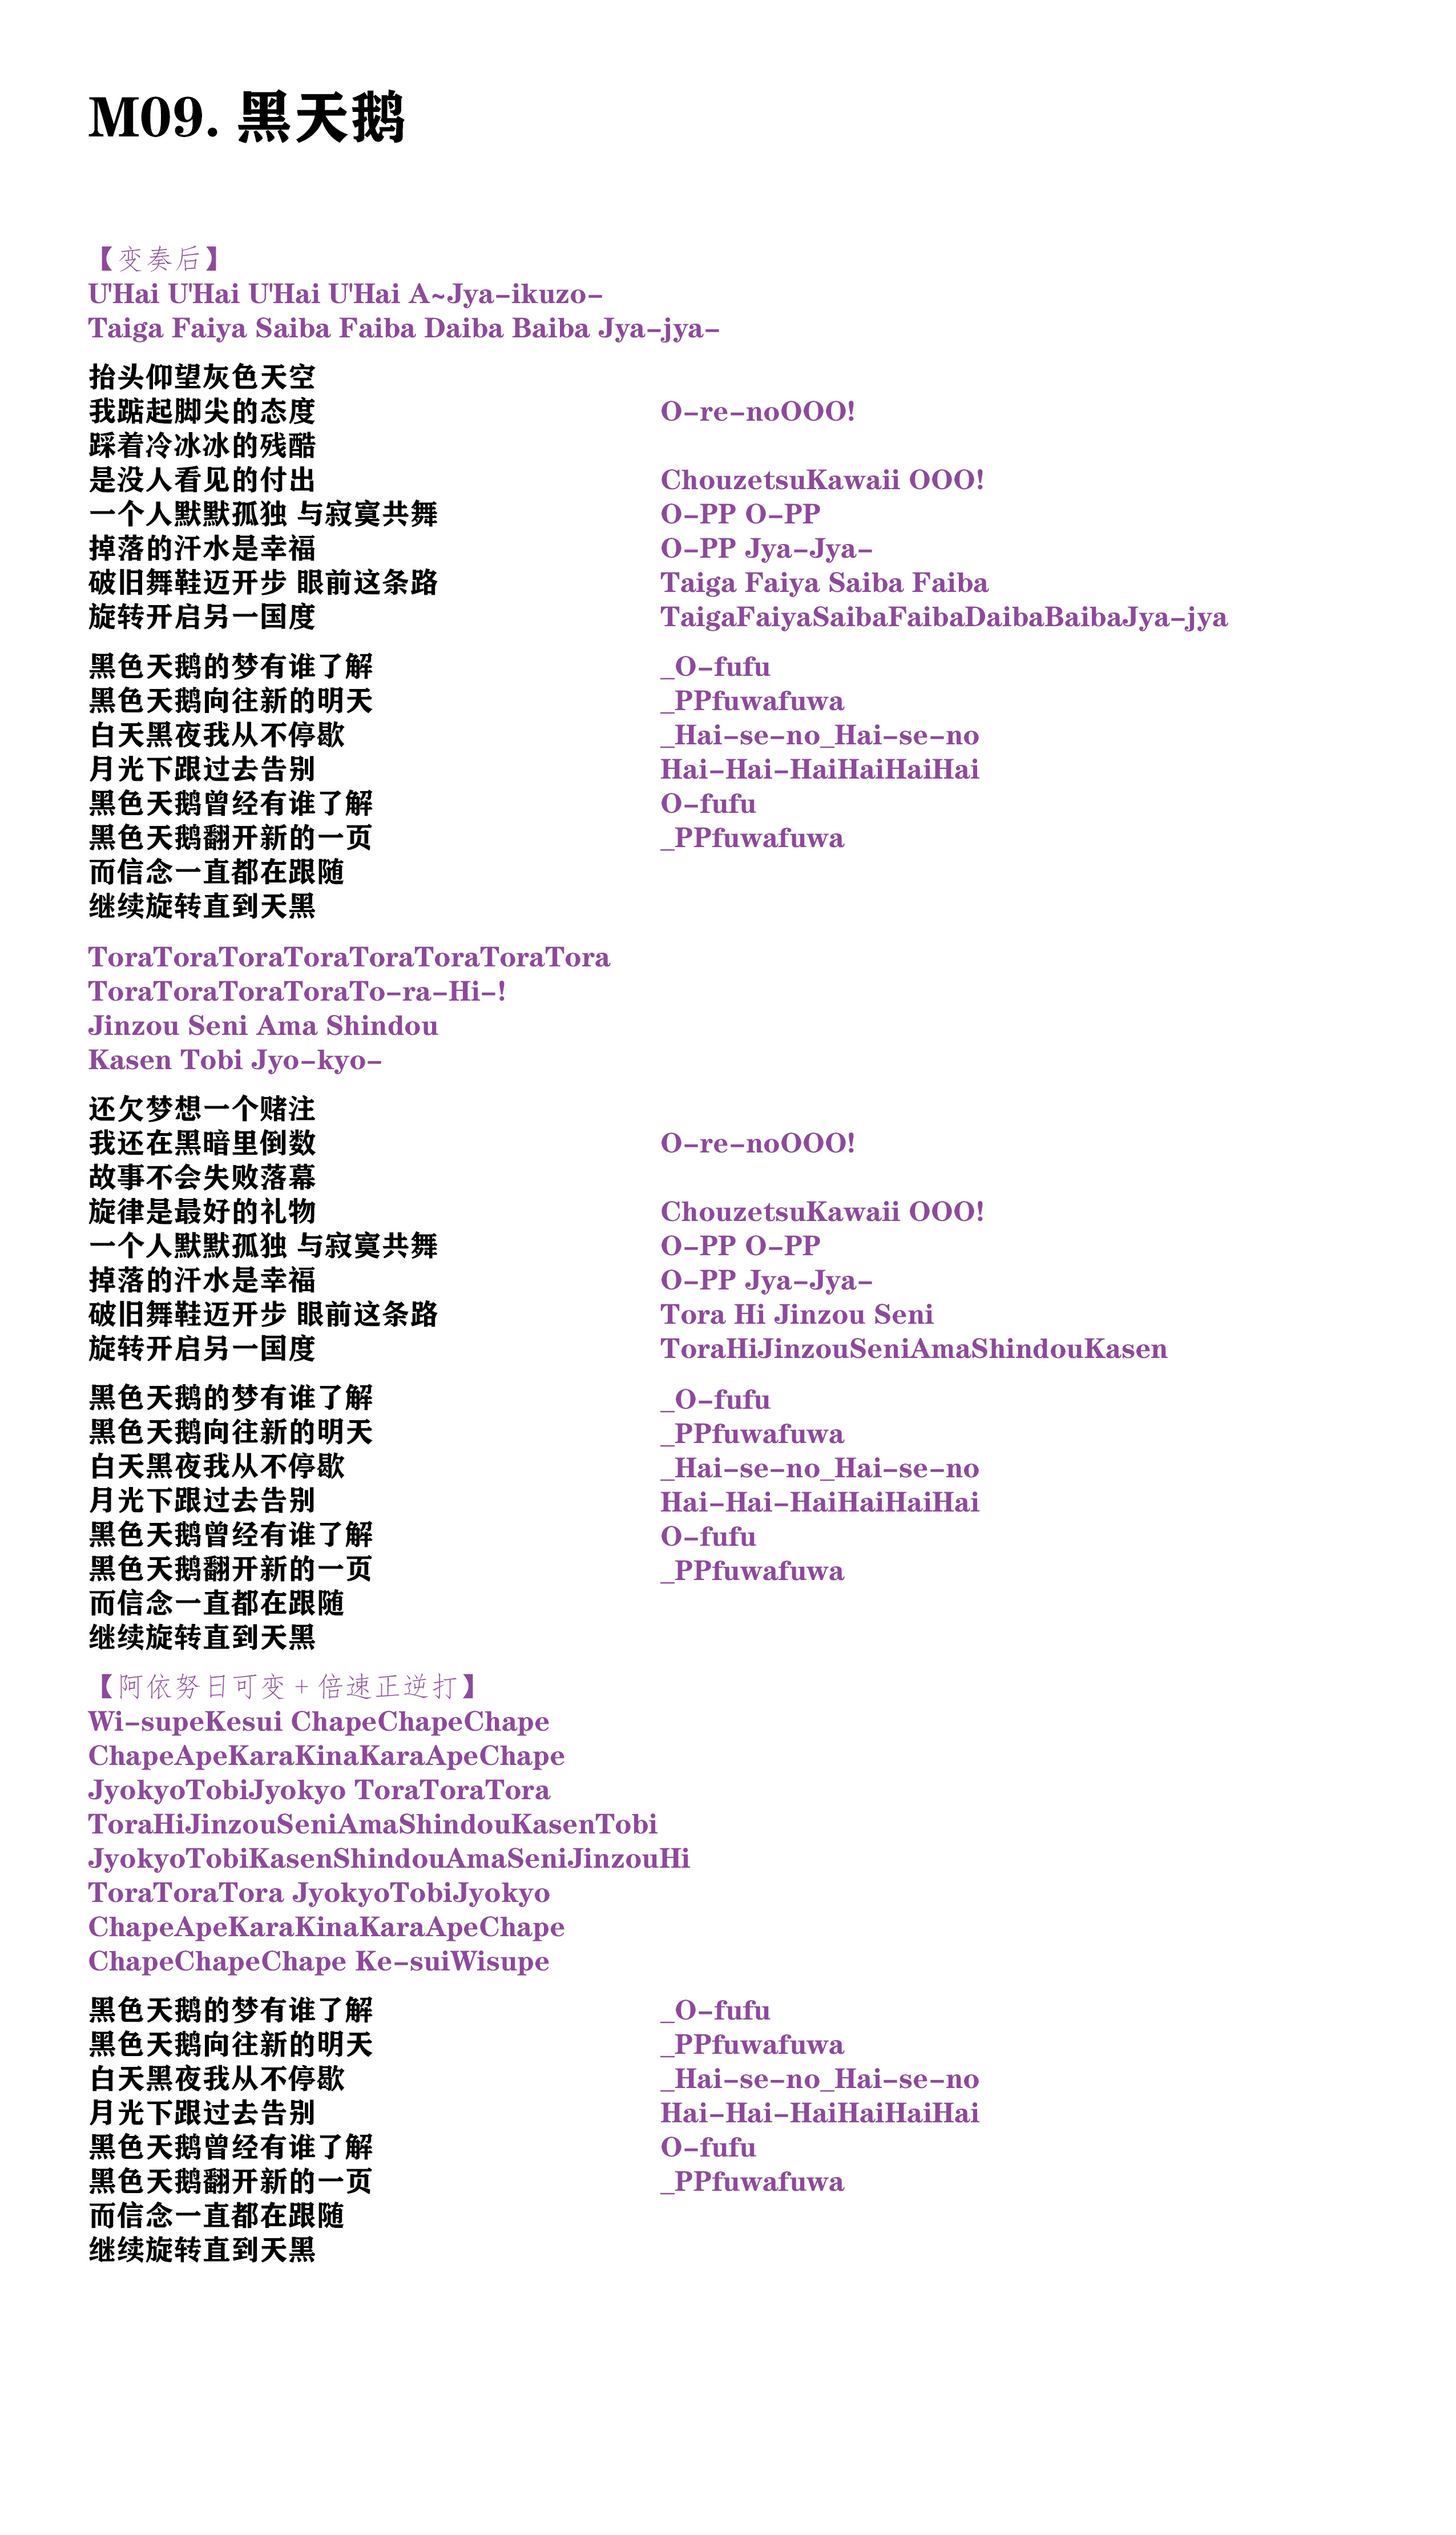 M09. 黑天鹅
【变奏后】
U'Hai U'Hai U'Hai U'Hai A~Jya-ikuzo-
Taiga Faiya Saiba Faiba Daiba Baiba Jya-jya-
抬头仰望灰色天空
我踮起脚尖的态度 O-re-noOOO!
踩着冷冰冰的残酷
是没人看见的付出 ChouzetsuKawaii OOO!
一个人默默孤独 与寂寞共舞 O-PP O-PP
掉落的汗水是幸福 O-PP Jya-Jya-
破旧舞鞋迈开步 眼前这条路 Taiga Faiya Saiba Faiba
旋转开启另一国度 TaigaFaiyaSaibaFaibaDaibaBaibaJya-jya
黑色天鹅的梦有谁了解 _O-fufu
黑色天鹅向往新的明天 _PPfuwafuwa
白天黑夜我从不停歇 _Hai-se-no_Hai-se-no
月光下跟过去告别 Hai-Hai-HaiHaiHaiHai
黑色天鹅曾经有谁了解 O-fufu
黑色天鹅翻开新的一页 _PPfuwafuwa
而信念一直都在跟随
继续旋转直到天黑
ToraToraToraToraToraToraToraTora
ToraToraToraToraTo-ra-Hi-!
Jinzou Seni Ama Shindou
Kasen Tobi Jyo-kyo-
还欠梦想一个赌注
我还在黑暗里倒数 O-re-noOOO!
故事不会失败落幕
旋律是最好的礼物 ChouzetsuKawaii OOO!
一个人默默孤独 与寂寞共舞 O-PP O-PP
掉落的汗水是幸福 O-PP Jya-Jya-
破旧舞鞋迈开步 眼前这条路 Tora Hi Jinzou Seni
旋转开启另一国度 ToraHiJinzouSeniAmaShindouKasen
黑色天鹅的梦有谁了解 _O-fufu
黑色天鹅向往新的明天 _PPfuwafuwa
白天黑夜我从不停歇 _Hai-se-no_Hai-se-no
月光下跟过去告别 Hai-Hai-HaiHaiHaiHai
黑色天鹅曾经有谁了解 O-fufu
黑色天鹅翻开新的一页 _PPfuwafuwa
而信念一直都在跟随
继续旋转直到天黑
【阿依努日可变+倍速正逆打】
Wi-supeKesui ChapeChapeChape
ChapeApeKaraKinaKaraApeChape
JyokyoTobiJyokyo ToraToraTora
ToraHiJinzouSeniAmaShindouKasenTobi
JyokyoTobiKasenShindouAmaSeniJinzouHi
ToraToraTora JyokyoTobiJyokyo
ChapeApeKaraKinaKaraApeChape
ChapeChapeChape Ke-suiWisupe
黑色天鹅的梦有谁了解 _O-fufu
黑色天鹅向往新的明天 _PPfuwafuwa
白天黑夜我从不停歇 _Hai-se-no_Hai-se-no
月光下跟过去告别 Hai-Hai-HaiHaiHaiHai
黑色天鹅曾经有谁了解 O-fufu
黑色天鹅翻开新的一页 _PPfuwafuwa
而信念一直都在跟随
继续旋转直到天黑